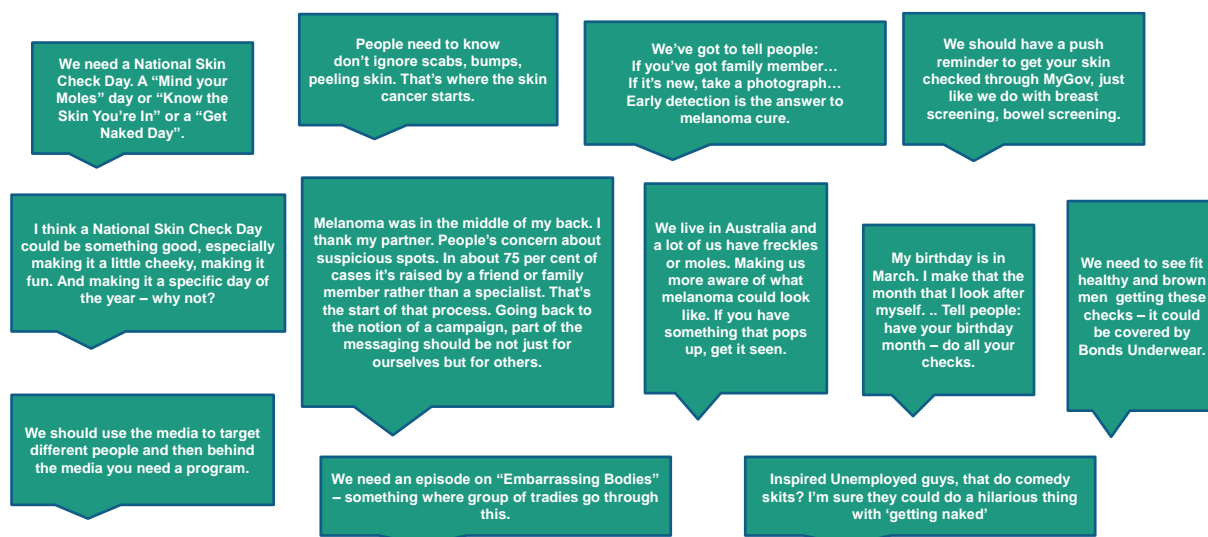 We need a National Skin
Check Day. A “Mind your
Moles” day or “Know the
Skin You’re In” or a “Get
Naked Day”.
People need to know
don’t ignore scabs, bumps,
peeling skin. That’s where the skin
cancer starts.
We’ve got to tell people:
If you’ve got family member…
If it’s new, take a photograph…
Early detection is the answer to
melanoma cure.
We should have a push
reminder to get your skin
checked through MyGov, just
like we do with breast
screening, bowel screening.
I think a National Skin Check Day
could be something good, especially
making it a little cheeky, making it
fun. And making it a specific day of
the year – why not?
Melanoma was in the middle of my back. I
thank my partner. People’s concern about
suspicious spots. In about 75 per cent of
cases it’s raised by a friend or family
member rather than a specialist. That’s
the start of that process. Going back to
the notion of a campaign, part of the
messaging should be not just for
ourselves but for others.
We live in Australia and
a lot of us have freckles
or moles. Making us
more aware of what
melanoma could look
like. If you have
something that pops
up, get it seen.
My birthday is in
March. I make that the
month that I look after
myself. .. Tell people:
have your birthday
month – do all your
checks.
We need to see fit
healthy and brown
men getting these
checks – it could
be covered by
Bonds Underwear.
We should use the media to target
different people and then behind
the media you need a program.
We need an episode on “Embarrassing Bodies”
– something where group of tradies go through
this.
Inspired Unemployed guys, that do comedy
skits? I’m sure they could do a hilarious thing
with ‘getting naked’